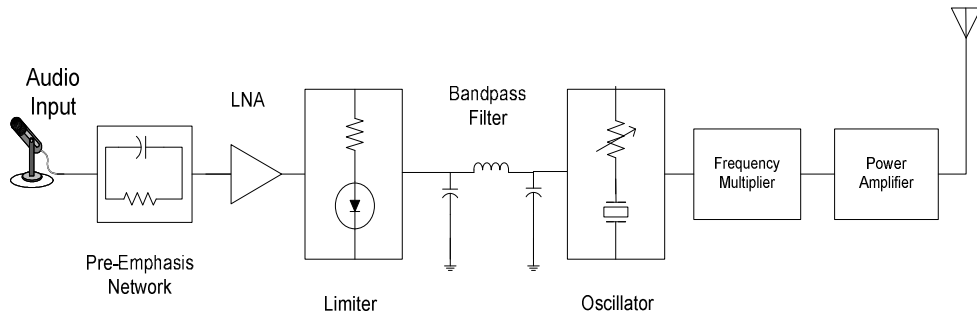 Audio
Input
LNA
Bandpass
Filter
Frequency
Multiplier
Power
Amplifier
Pre-Emphasis
Network
Limiter
Oscillator